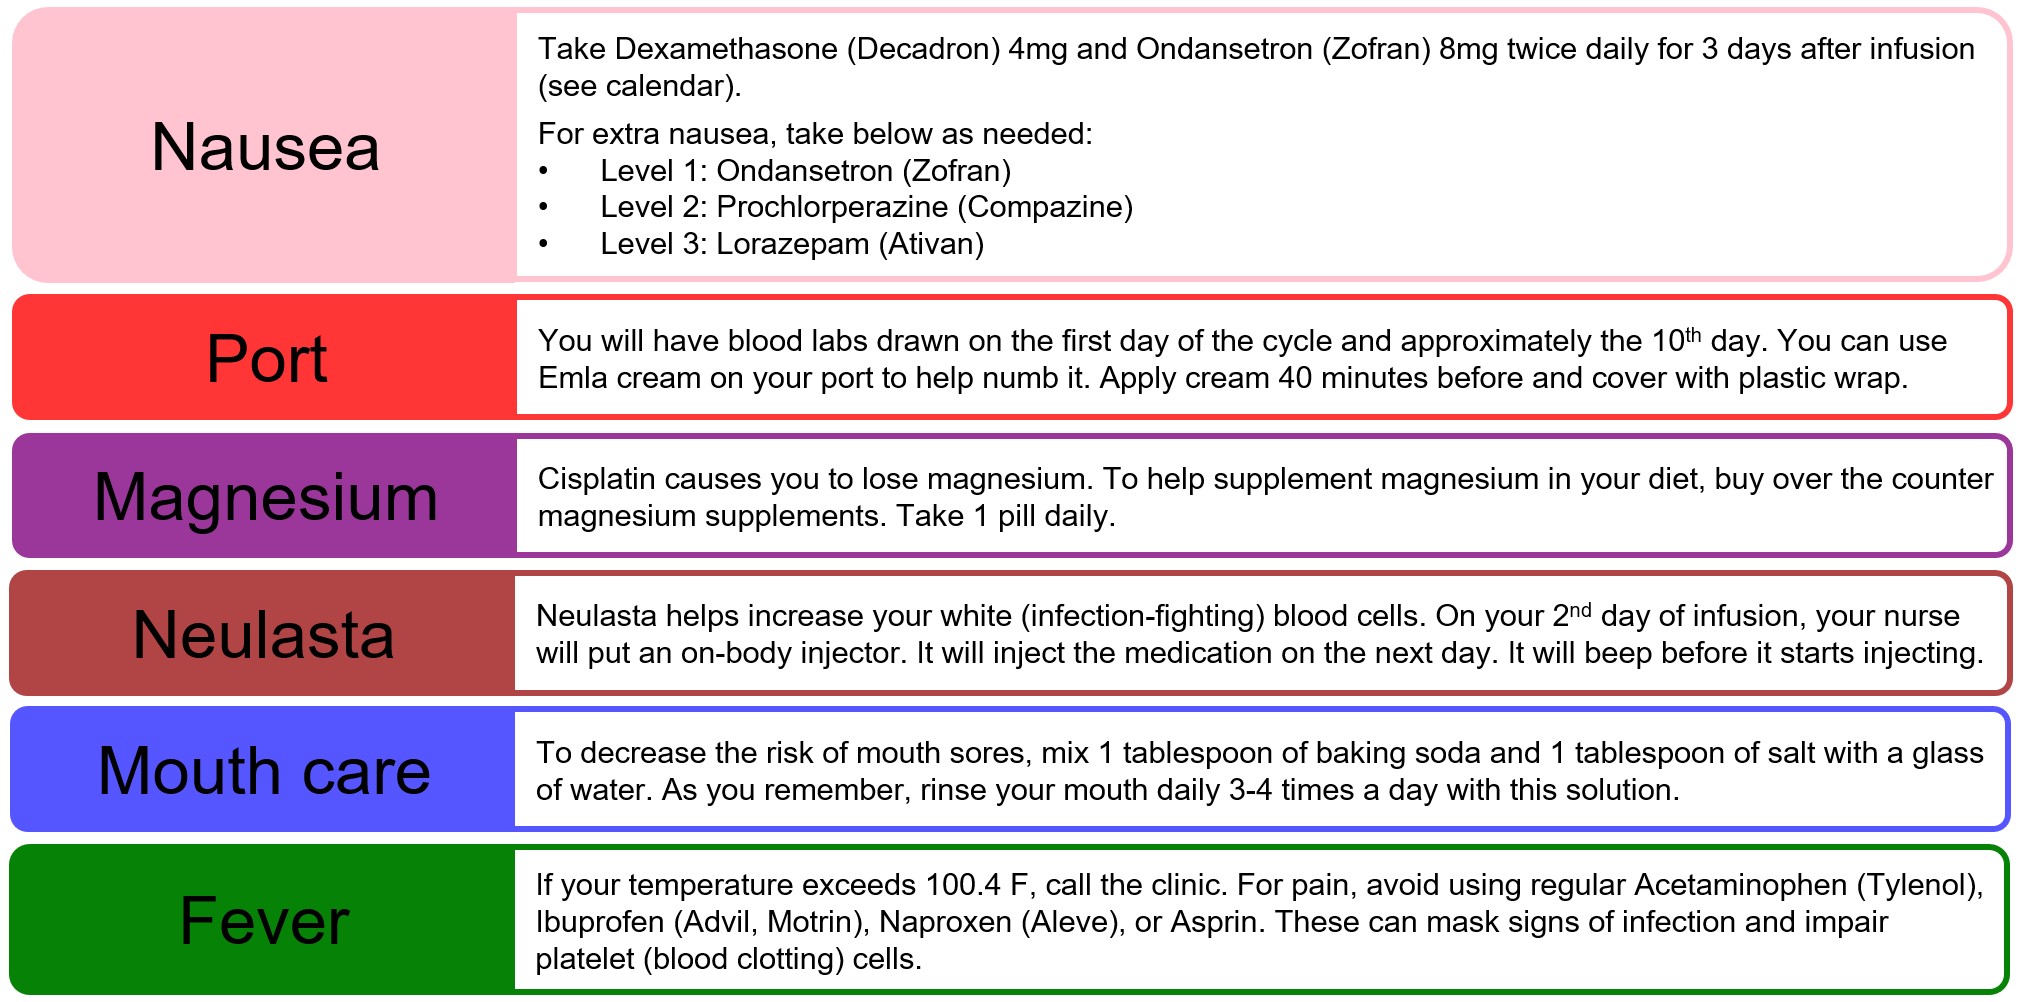 Nausea
Take Dexamethasone (Decadron) 4mg and Ondansetron (Zofran) 8mg twice daily for 3 days after infusion
(see calendar).
For extra nausea, take below as needed:
• Level 1: Ondansetron (Zofran)
• Level 2: Prochlorperazine (Compazine)
• Level 3: Lorazepam (Ativan)
Port
You will have blood labs drawn on the first day of the cycle and approximately the 10th day. You can use
Emla cream on your port to help numb it. Apply cream 40 minutes before and cover with plastic wrap.
Magnesium
Cisplatin causes you to lose magnesium. To help supplement magnesium in your diet, buy over the counter
magnesium supplements. Take 1 pill daily.
Neulasta
Neulasta helps increase your white (infection-fighting) blood cells. On your 2nd day of infusion, your nurse
will put an on-body injector. It will inject the medication on the next day. It will beep before it starts injecting.
Mouth care
To decrease the risk of mouth sores, mix 1 tablespoon of baking soda and 1 tablespoon of salt with a glass
of water. As you remember, rinse your mouth daily 3-4 times a day with this solution.
Fever
If your temperature exceeds 100.4 F, call the clinic. For pain, avoid using regular Acetaminophen (Tylenol),
Ibuprofen (Advil, Motrin), Naproxen (Aleve), or Asprin. These can mask signs of infection and impair
platelet (blood clotting) cells.